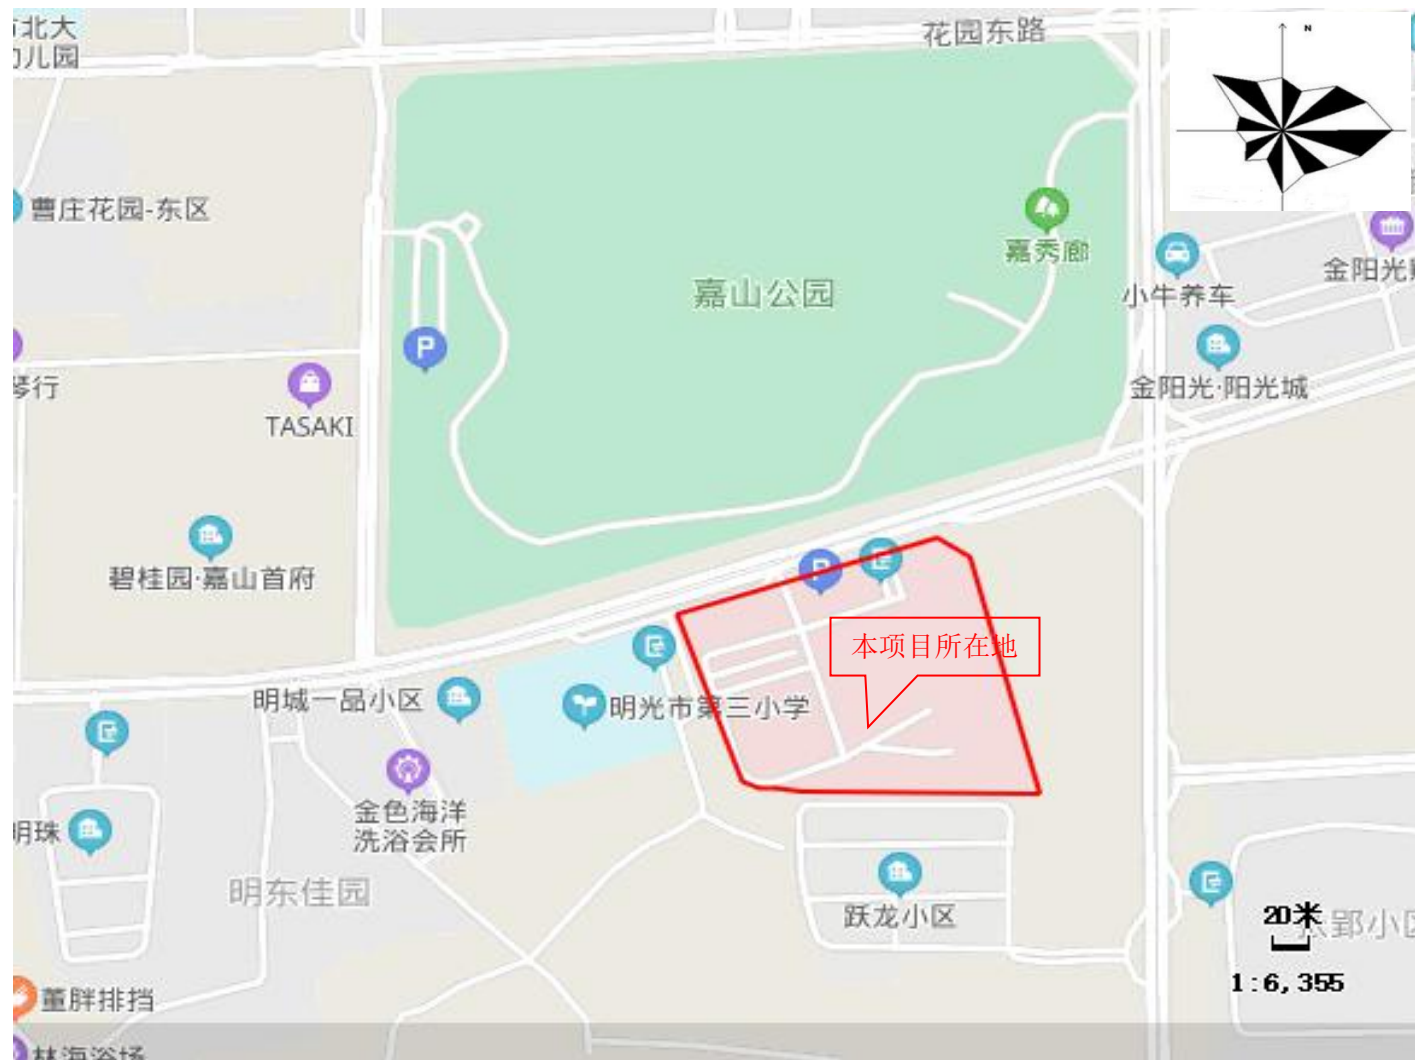 市北大
幼儿园
花园东路
N
曹庄花园-东区
嘉秀廊
嘉山公园
小牛养车
金阳光
琴行
TASAKI
金阳光·阳光城
碧桂园·嘉山首府
P
P
本项目所在地
明城一品小区
明光市第三小学
金色海洋
洗浴会所
明珠
明东佳园
跃龙小区
20米
郢小区
1:6,355
董胖排挡
林海浴场